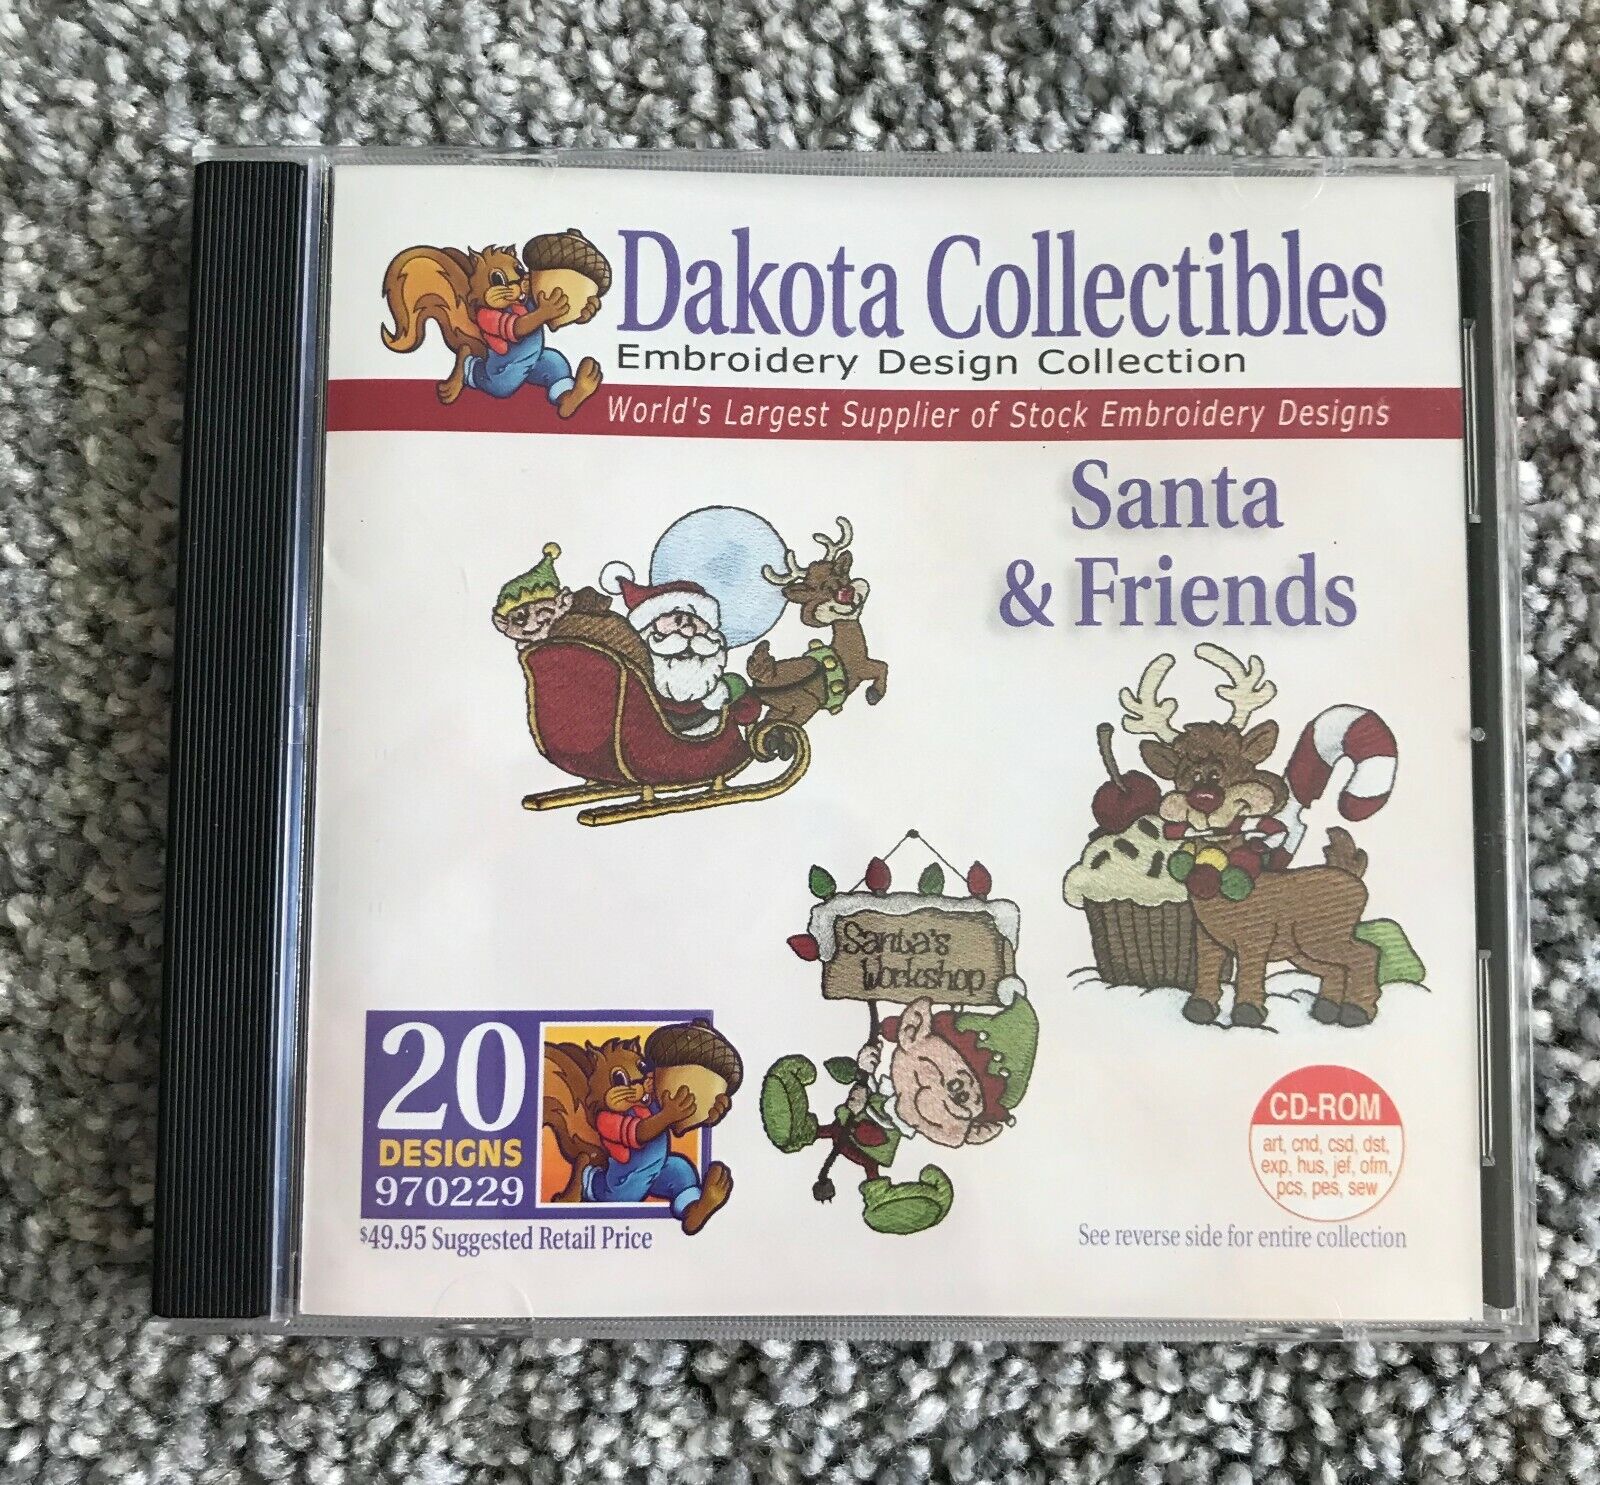 Dakota Collectibles
Embroidery Design Collection
World's Largest Supplier of Stock Embroidery Designs
Santa
& Friends
Santa's
Workshop
20
DESIGNS
970229
$49.95 Suggested Retail Price
CD-ROM
art, cnd, csd, dst,
exp, hus, jef, ofm,
pcs, pes, sew
See reverse side for entire collection